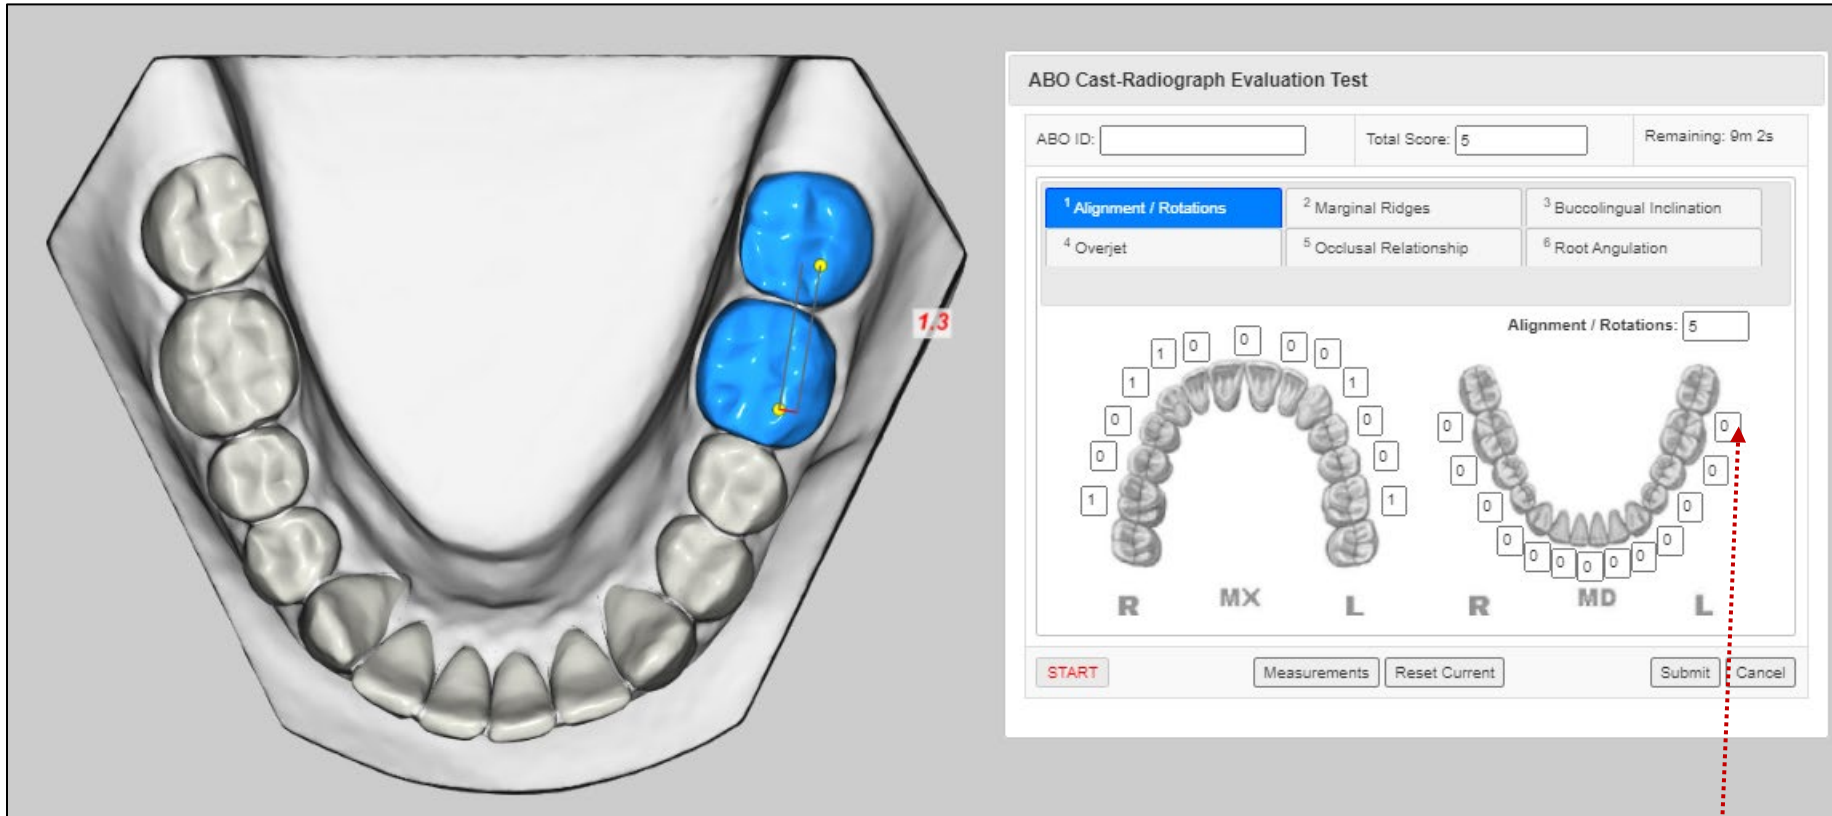 ABO Cast-Radiograph Evaluation Test
ABO ID: Total Score: 5 Remaining: 9m 2s
1 Alignment / Rotations 2 Marginal Ridges 3 Buccolingual Inclination
4 Overjet 5 Occlusal Relationship 6 Root Angulation
1.3
Alignment / Rotations: 5
1 0 0 0 0
1 1
0 0 0 0
0 0 0 0
1 1 0 0
0 0 0 0 0 0 0
R MX L R MD L
START Measurements Reset Current Submit Cancel